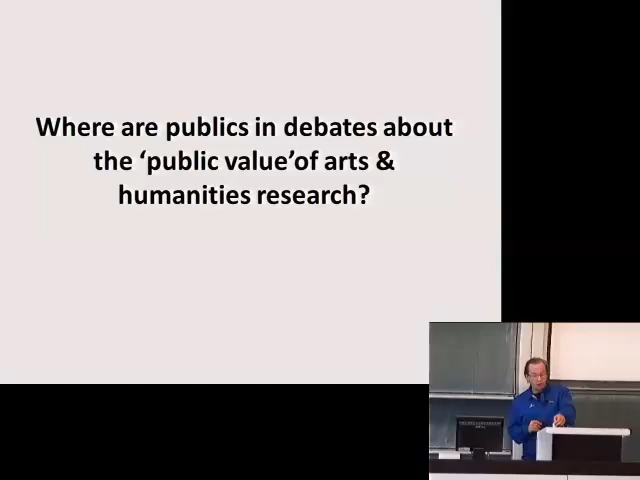 Where are publics in debates about
the ‘public value’of arts &
humanities research?